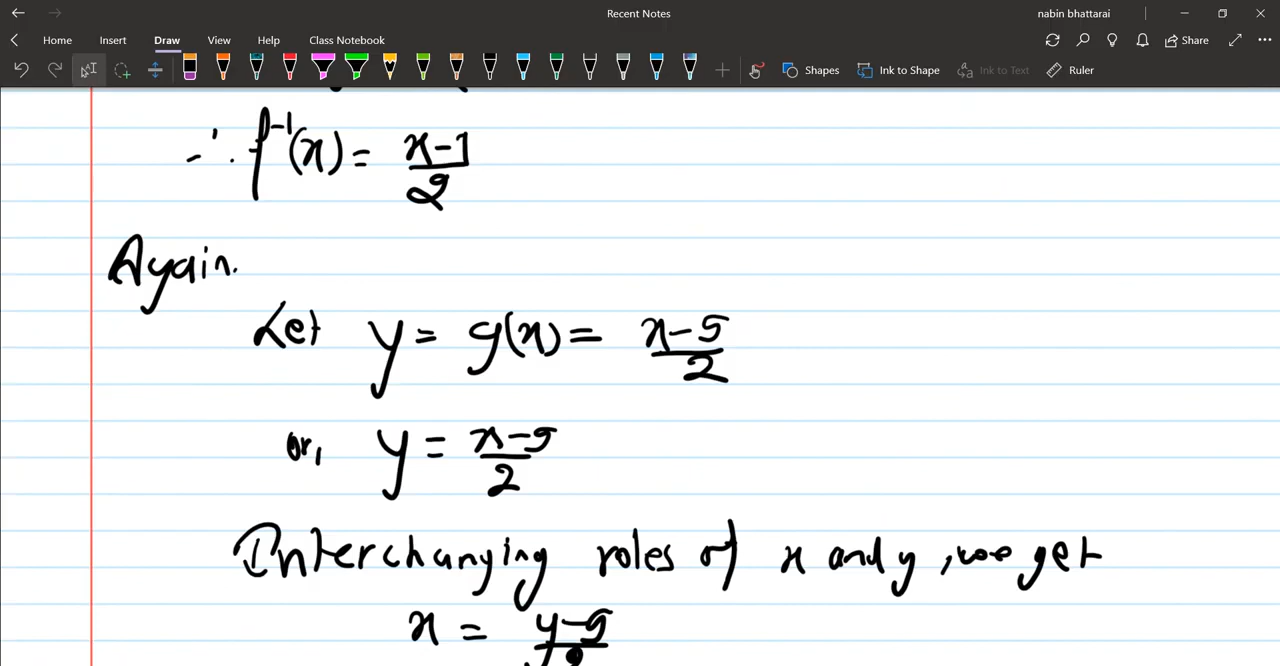 Recent Notes
nabin bhattarai
Home Insert Draw View Help Class Notebook
Share
Shapes Ink to Shape Ink to Text Ruler
∴ f⁻¹(x) = x-1/2
Again.
Let y = g(x) = x-5/2
or, y = x-5/2
Interchanging roles of x and y, we get
x = y-5/2